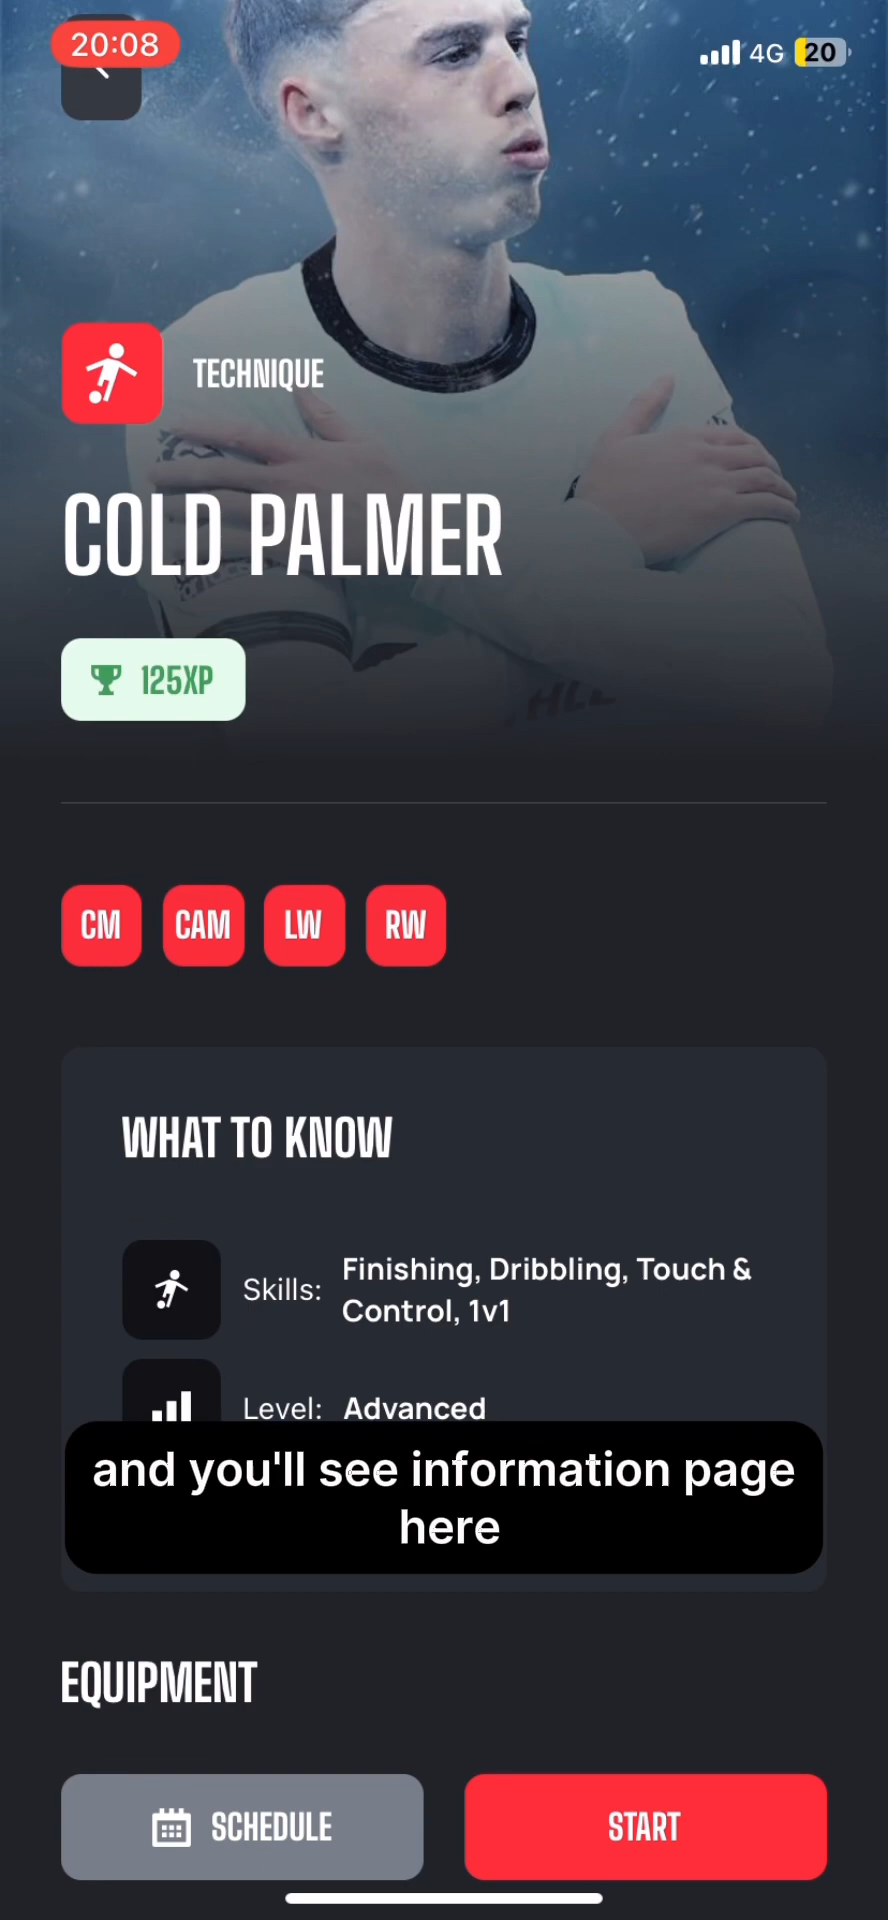 20:08
4G
20
TECHNIQUE
COLD PALMER
125XP
CM
CAM
LW
RW
WHAT TO KNOW
Skills:
Finishing, Dribbling, Touch &
Control, 1v1
Level:
Advanced
and you'll see information page
here
EQUIPMENT
SCHEDULE
START